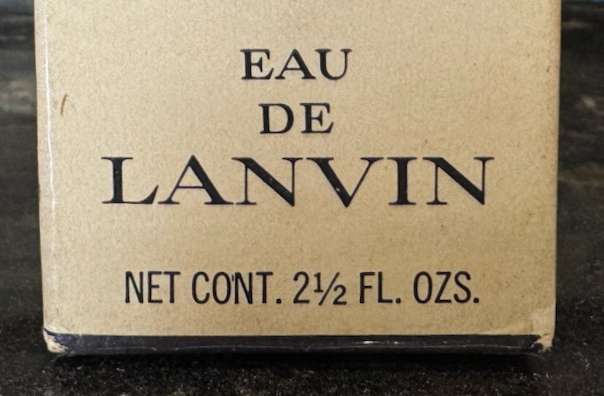 EAU
DE
LANVIN
NET CONT. 2½ FL. OZS.